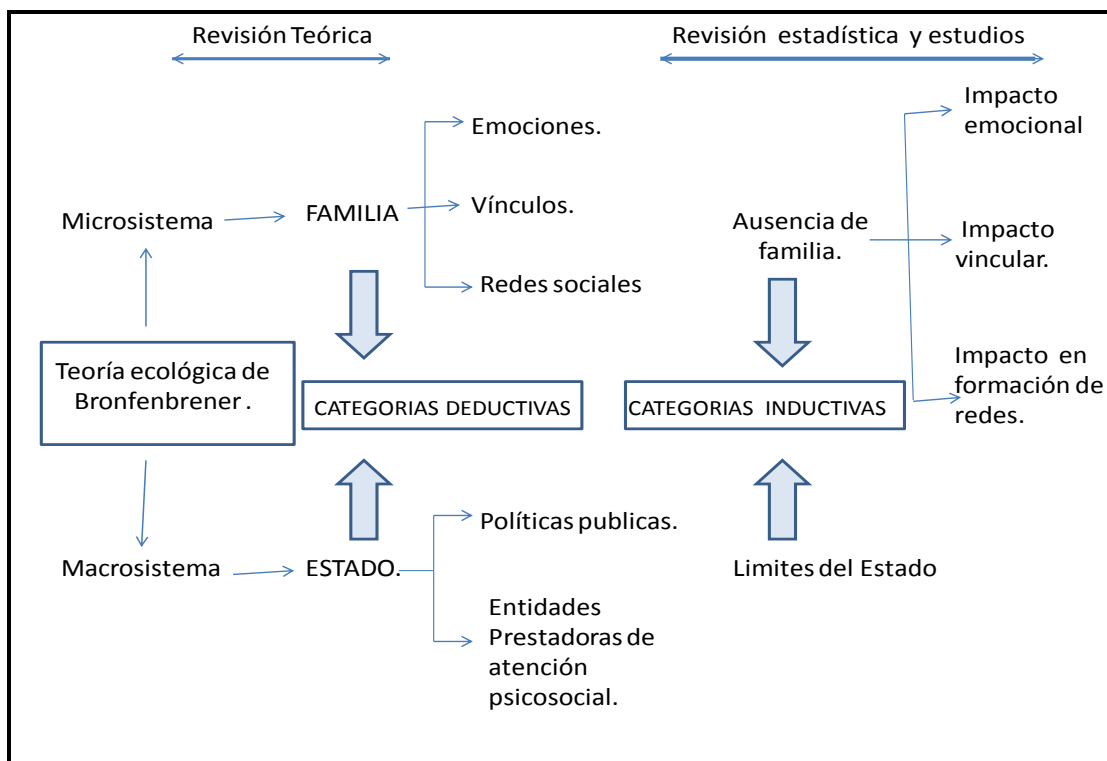 Revisión Teórica
Revisión estadística y estudios
Emociones.
Vínculos.
Redes sociales
Microsistema
FAMILIA
Teoría ecológica de
Bronfenbrener .
CATEGORIAS DEDUCTIVAS
Macrosistema
ESTADO.
Políticas publicas.
Entidades
Prestadoras de
atención
psicosocial.
Impacto
emocional
Ausencia de
familia.
Impacto
vincular.
Impacto en
formación de
redes.
CATEGORIAS INDUCTIVAS
Limites del Estado